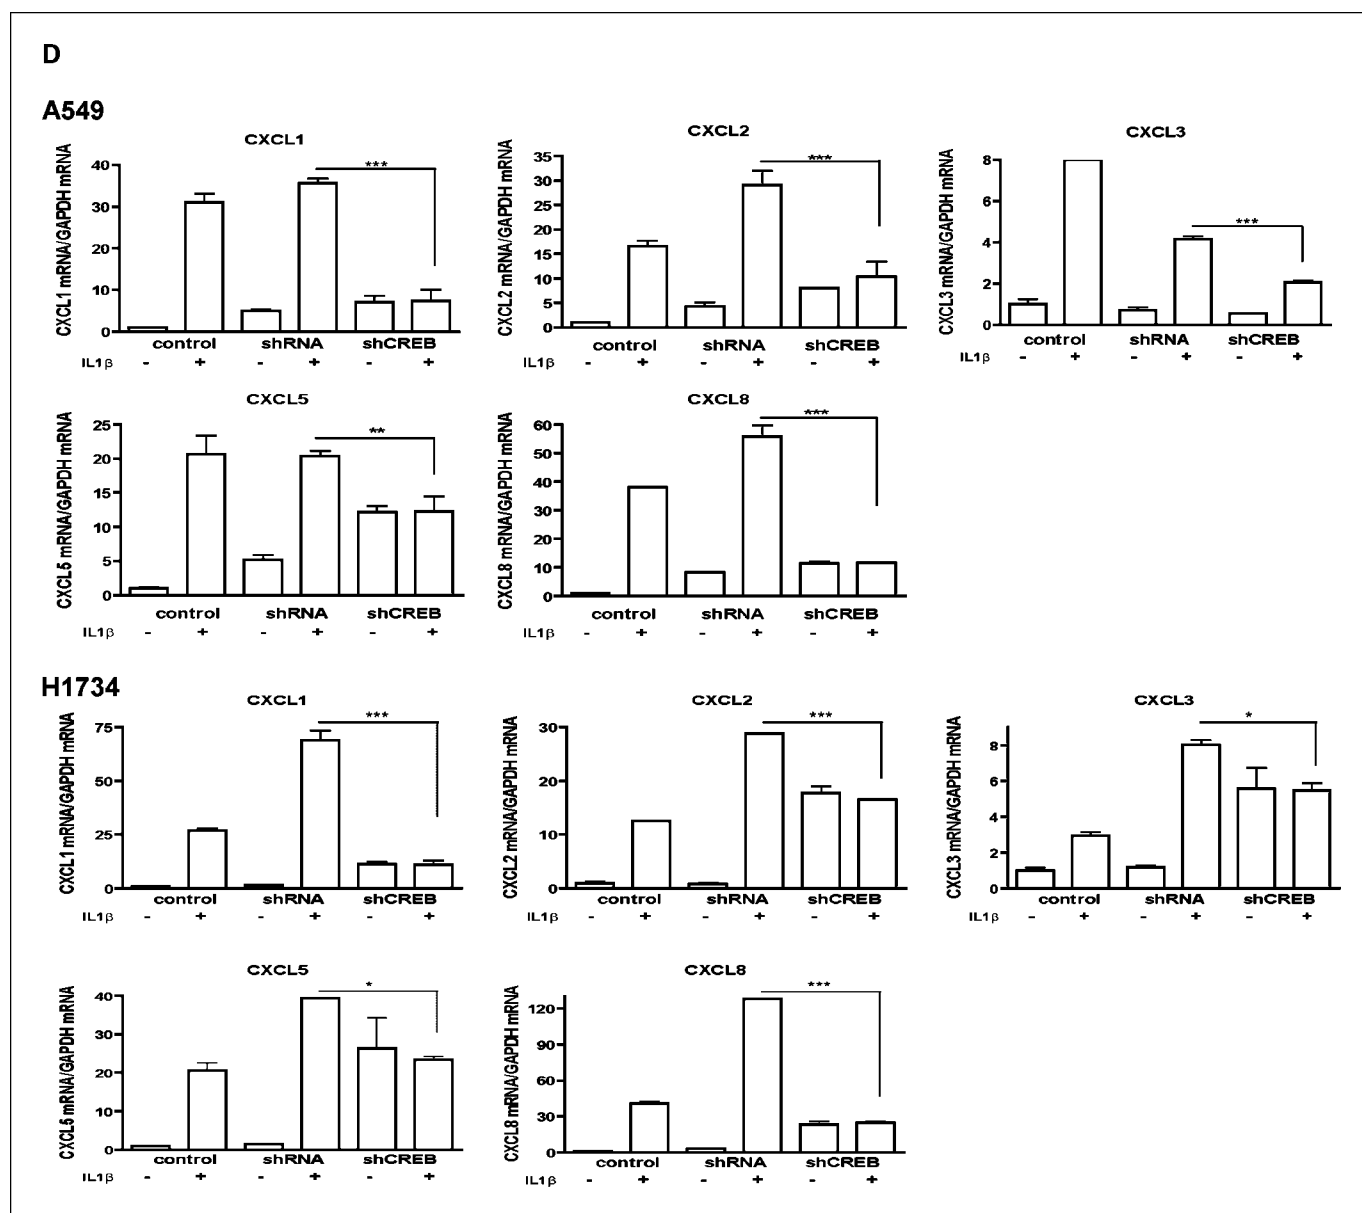 D
A549
CXCL1
CXCL1 mRNA/GAPDH mRNA
40
30
20
10
0
***
control shRNA shCREB
IL1β - + - + - +
CXCL2
CXCL2 mRNA/GAPDH mRNA
35
30
25
20
15
10
5
0
***
control shRNA shCREB
IL1β - + - + - +
CXCL3
CXCL3 mRNA/GAPDH mRNA
8
6
4
2
0
***
control shRNA shCREB
IL1β - + - + - +
CXCL5
CXCL5 mRNA/GAPDH mRNA
25
20
15
10
5
0
**
control shRNA shCREB
IL1β - + - + - +
CXCL8
CXCL8 mRNA/GAPDH mRNA
60
50
40
30
20
10
0
***
control shRNA shCREB
IL1β - + - + - +
H1734
CXCL1
CXCL1 mRNA/GAPDH mRNA
75
50
25
0
***
control shRNA shCREB
IL1β - + - + - +
CXCL2
CXCL2 mRNA/GAPDH mRNA
30
20
10
0
***
control shRNA shCREB
IL1β - + - + - +
CXCL3
CXCL3 mRNA/GAPDH mRNA
8
6
4
2
0
*
control shRNA shCREB
IL1β - + - + - +
CXCL5
CXCL5 mRNA/GAPDH mRNA
40
30
20
10
0
*
control shRNA shCREB
IL1β - + - + - +
CXCL8
CXCL8 mRNA/GAPDH mRNA
120
90
60
30
0
***
control shRNA shCREB
IL1β - + - + - +